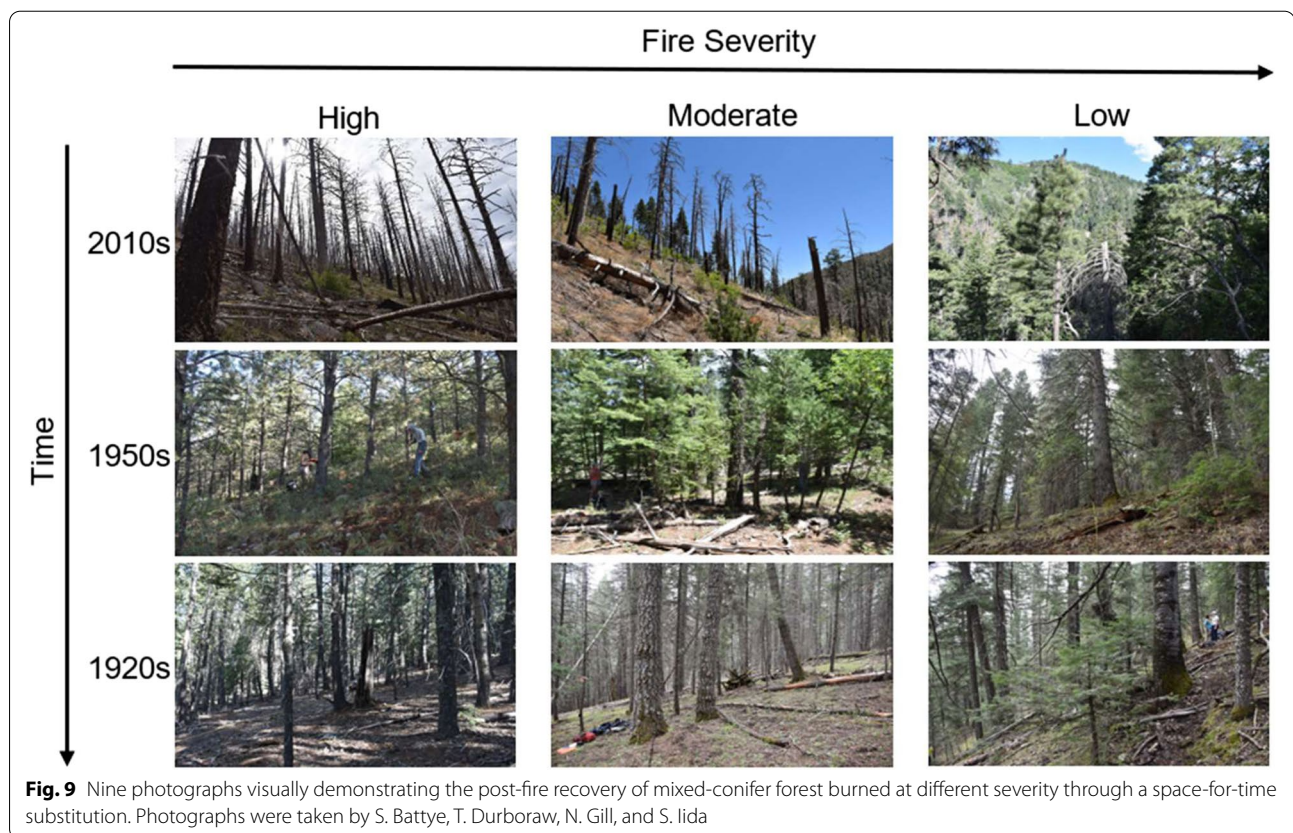 Fire Severity
High
Moderate
Low
Time
2010s
1950s
1920s
Fig. 9 Nine photographs visually demonstrating the post-fire recovery of mixed-conifer forest burned at different severity through a space-for-time
substitution. Photographs were taken by S. Battye, T. Durboraw, N. Gill, and S. Iida